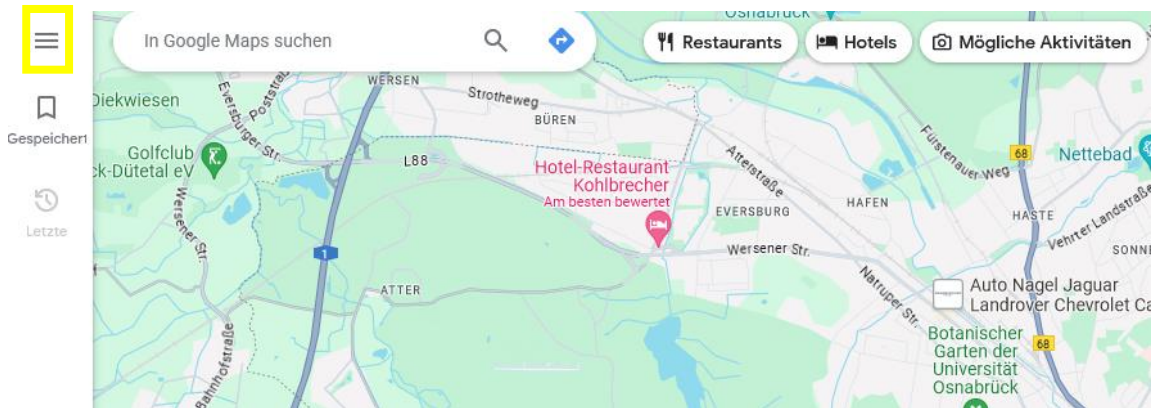 In Google Maps suchen
Restaurants
Hotels
Mögliche Aktivitäten
Gespeichert
Letzte
Osnabrück
WERSEN
Diekwiesen
Eversburger Str.
Poststraße
Strotheweg
BÜREN
Golfclub
ck-Dütetal eV
L88
Hotel-Restaurant
Kohlbrecher
Am besten bewertet
Atterstraße
Fürstenauer Weg
68
Nettebad
Wersener Str.
EVERSBURG
HAFEN
HASTE
Vehrter Landstraße
1
Wersener Str.
SONN
ATTER
Natruper Str.
Auto Nagel Jaguar
Landrover Chevrolet Ca
Bahnhofstraße
Botanischer
Garten der
Universität
Osnabrück
68